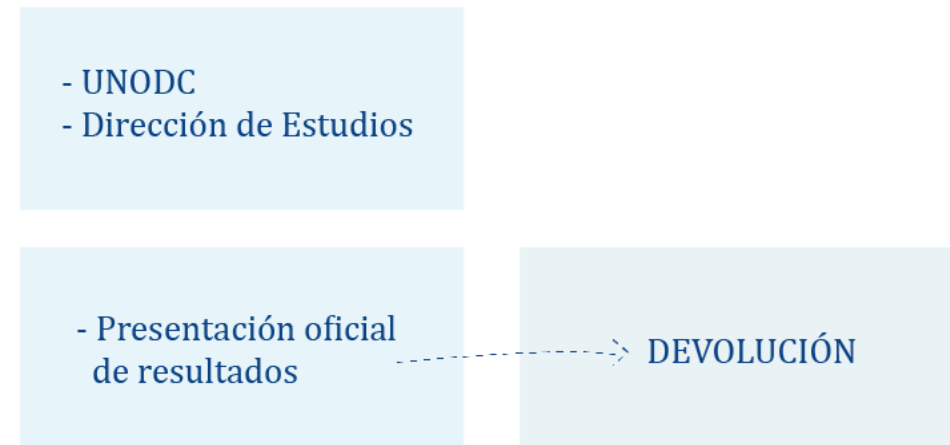 - UNODC
- Dirección de Estudios
- Presentación oficial
de resultados
DEVOLUCIÓN